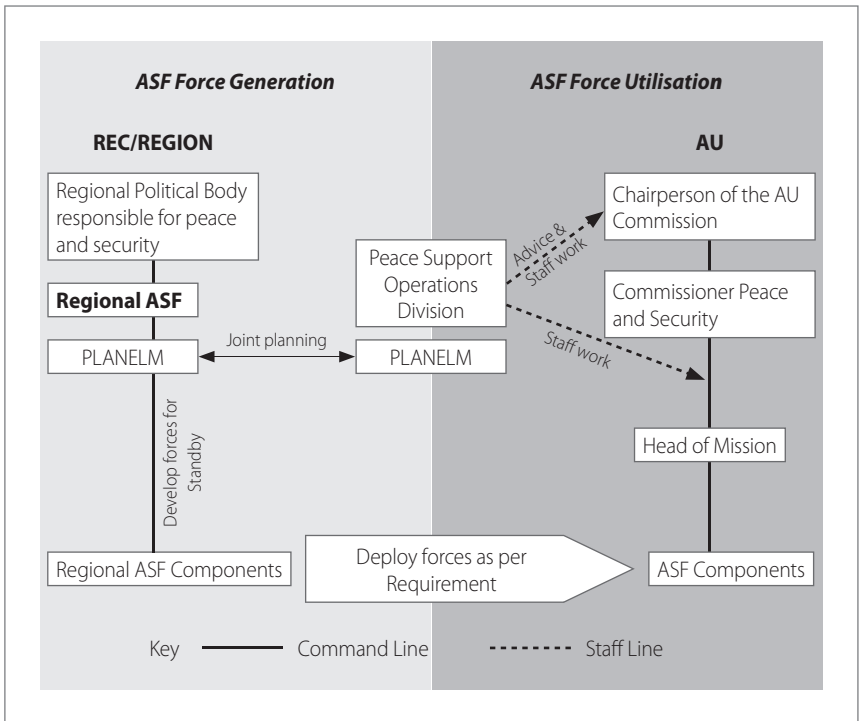 ASF Force Generation
ASF Force Utilisation
REC/REGION
AU
Regional Political Body
responsible for peace
and security
Chairperson of the AU
Commission
Peace Support
Operations
Division
Advice &
Staff work
Regional ASF
Commissioner Peace
and Security
PLANELM
Joint planning
PLANELM
Staff work
Develop forces for
Standby
Head of Mission
Regional ASF Components
Deploy forces as per
Requirement
ASF Components
Key
Command Line
Staff Line